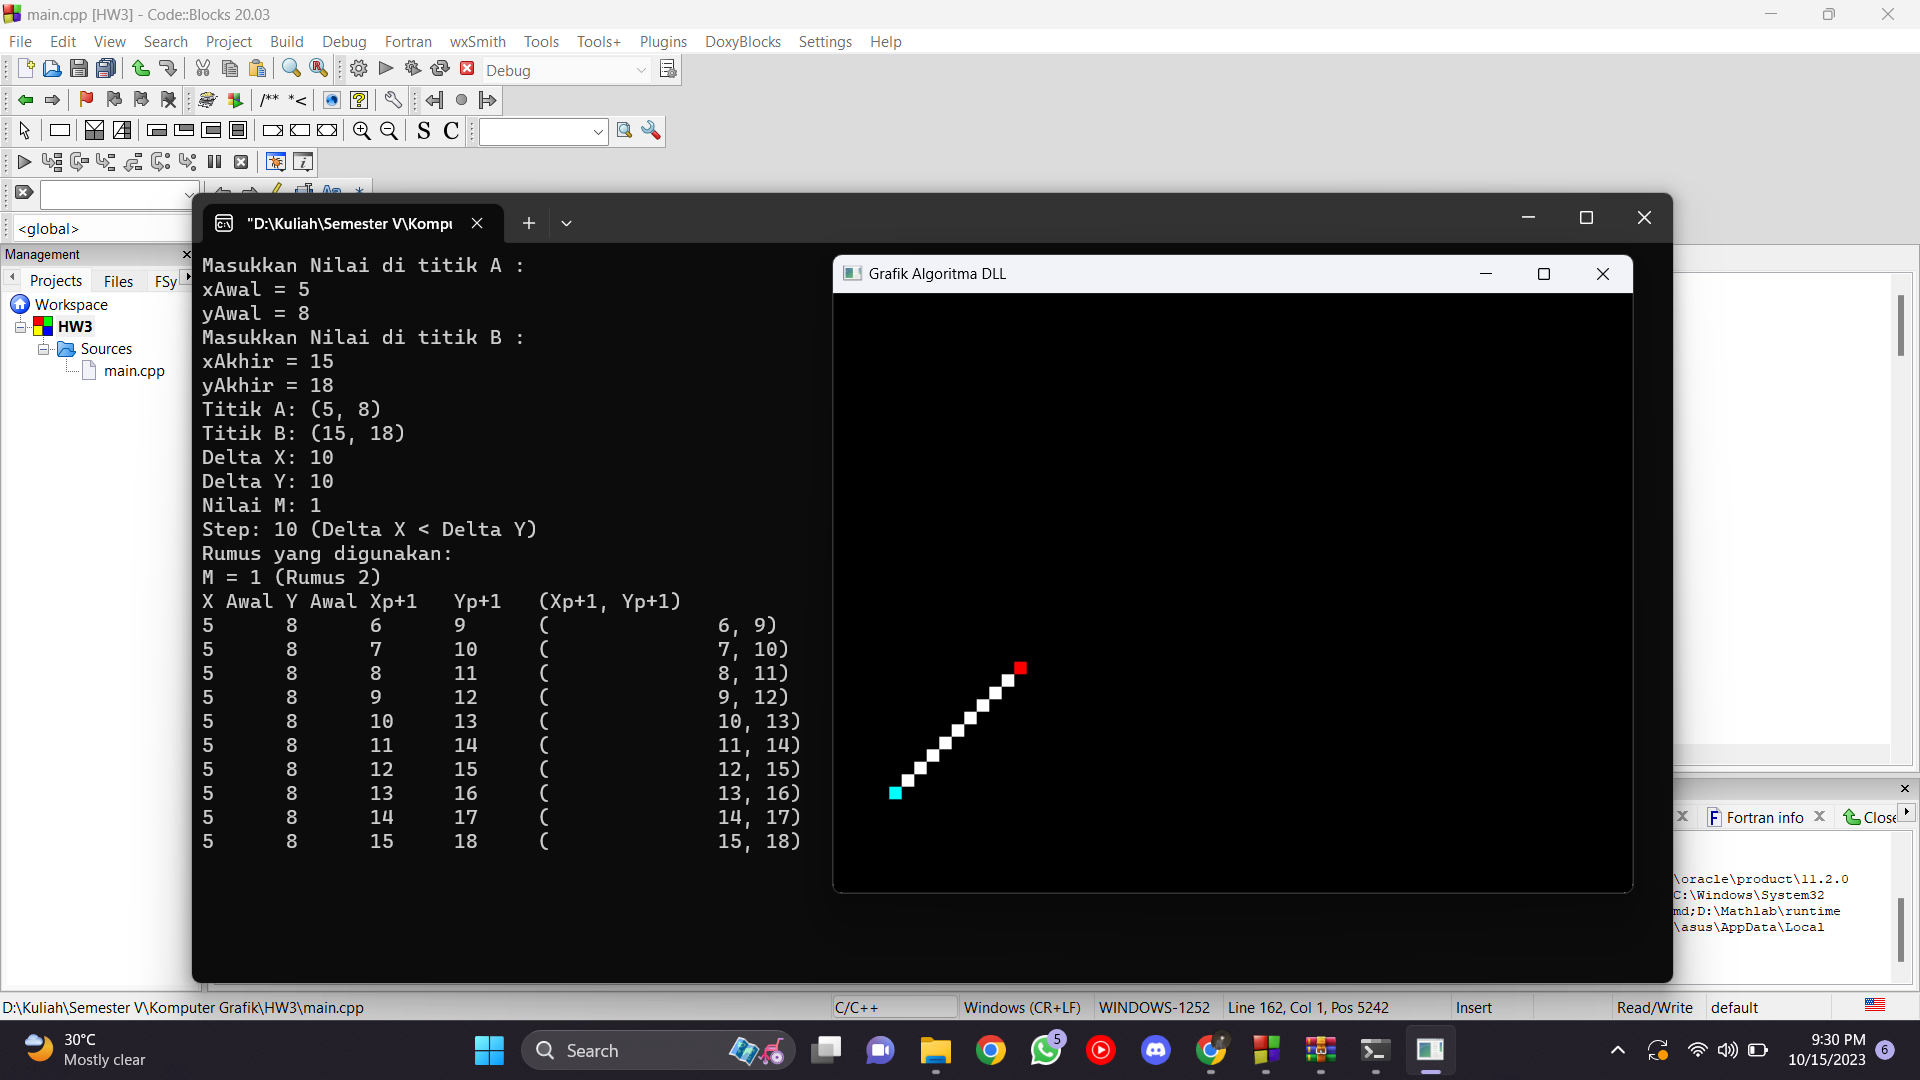 main.cpp [HW3] - Code::Blocks 20.03
File Edit View Search Project Build Debug Fortran wxSmith Tools Tools+ Plugins DoxyBlocks Settings Help
Debug
/** *<
S C
<global>
"D:\Kuliah\Semester V\Kompu
Management
Projects Files FSy
Workspace
HW3
Sources
main.cpp
Masukkan Nilai di titik A :
xAwal = 5
yAwal = 8
Masukkan Nilai di titik B :
xAkhir = 15
yAkhir = 18
Titik A: (5, 8)
Titik B: (15, 18)
Delta X: 10
Delta Y: 10
Nilai M: 1
Step: 10 (Delta X < Delta Y)
Rumus yang digunakan:
M = 1 (Rumus 2)
X Awal Y Awal Xp+1 Yp+1 (Xp+1, Yp+1)
5 8 6 9 ( 6, 9)
5 8 7 10 ( 7, 10)
5 8 8 11 ( 8, 11)
5 8 9 12 ( 9, 12)
5 8 10 13 ( 10, 13)
5 8 11 14 ( 11, 14)
5 8 12 15 ( 12, 15)
5 8 13 16 ( 13, 16)
5 8 14 17 ( 14, 17)
5 8 15 18 ( 15, 18)
Grafik Algoritma DLL
Fortran info
Close
\oracle\product\11.2.0
C:\Windows\System32
md;D:\Mathlab\runtime
\asus\AppData\Local
D:\Kuliah\Semester V\Komputer Grafik\HW3\main.cpp C/C++ Windows (CR+LF) WINDOWS-1252 Line 162, Col 1, Pos 5242 Insert Read/Write default
30°C
Mostly clear
Search
5
9:30 PM
10/15/2023
6